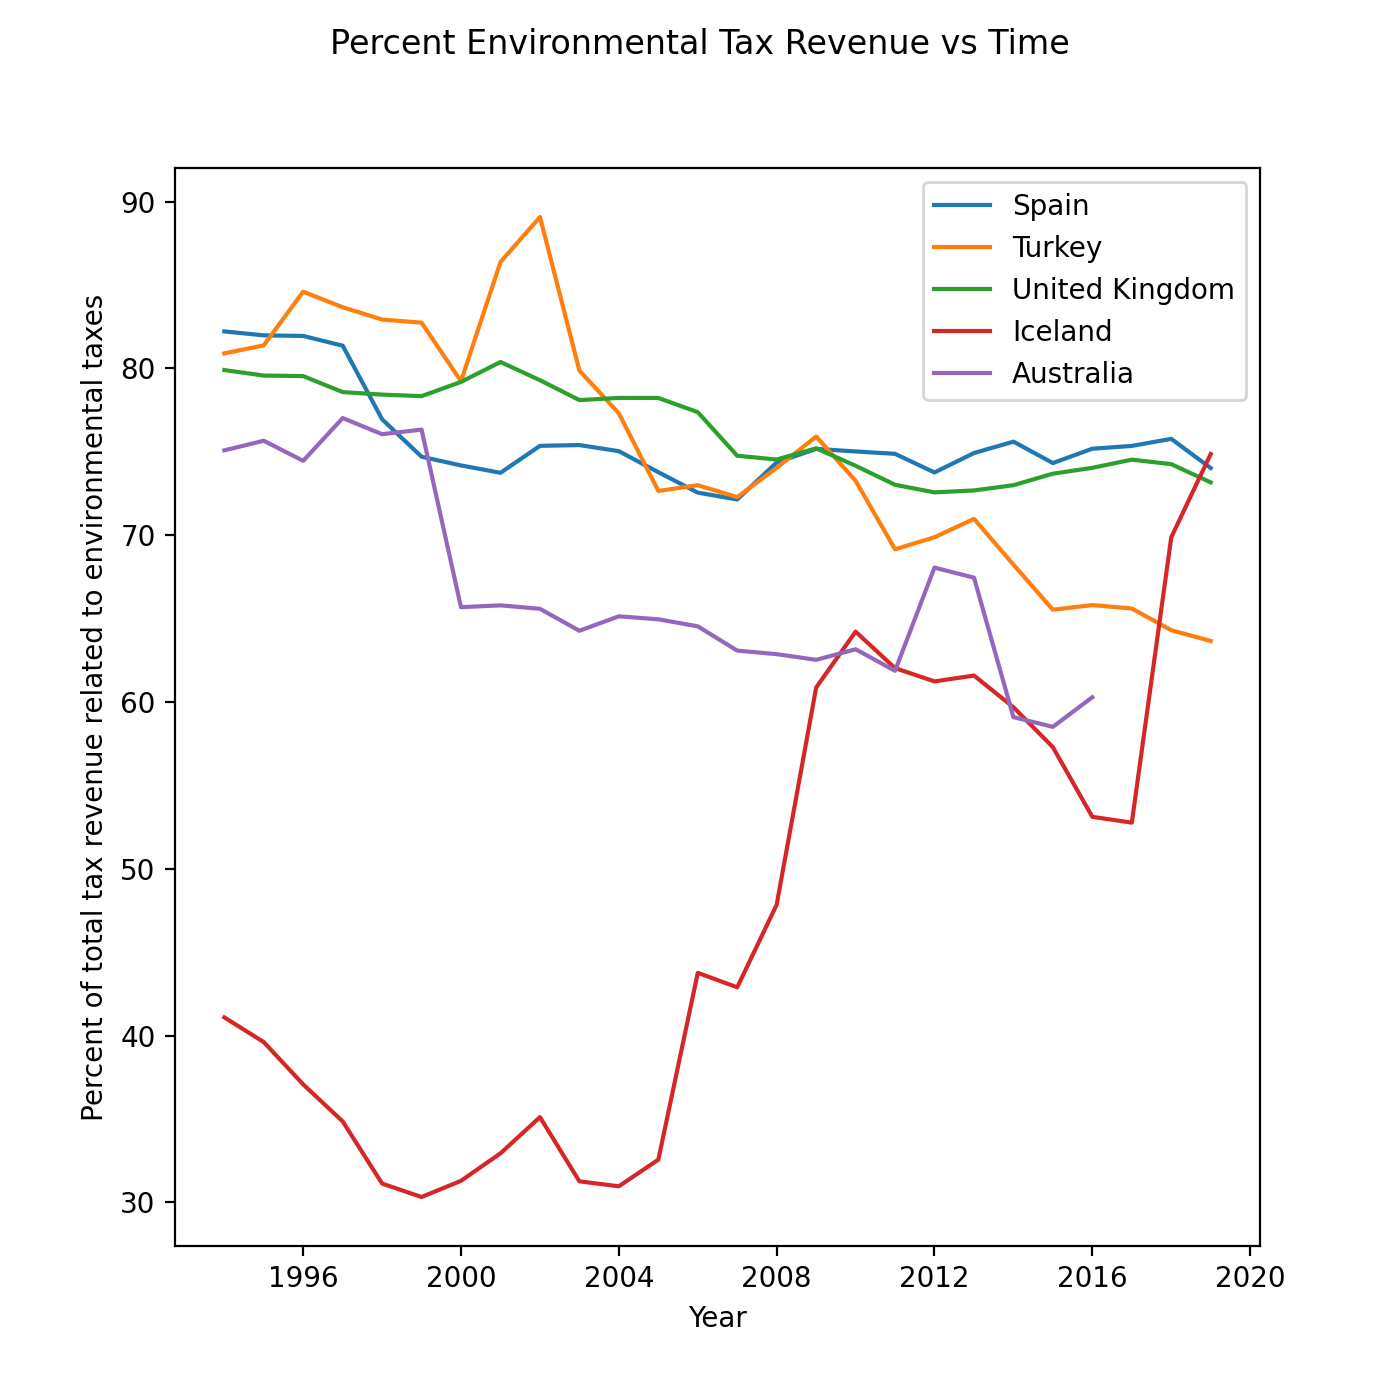 Percent Environmental Tax Revenue vs Time
Spain
Turkey
United Kingdom
Iceland
Australia
Percent of total tax revenue related to environmental taxes
90
80
70
60
50
40
30
1996 2000 2004 2008 2012 2016 2020
Year